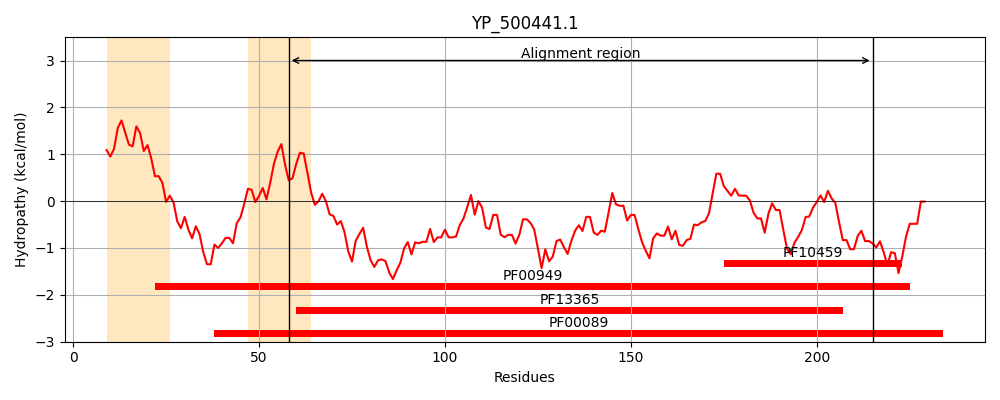 YP_500441.1
Hydropathy (kcal/mol)
3
2
1
0
−1
−2
−3
Alignment region
PF10459
PF00949
PF13365
PF00089
0
50
100
150
200
Residues